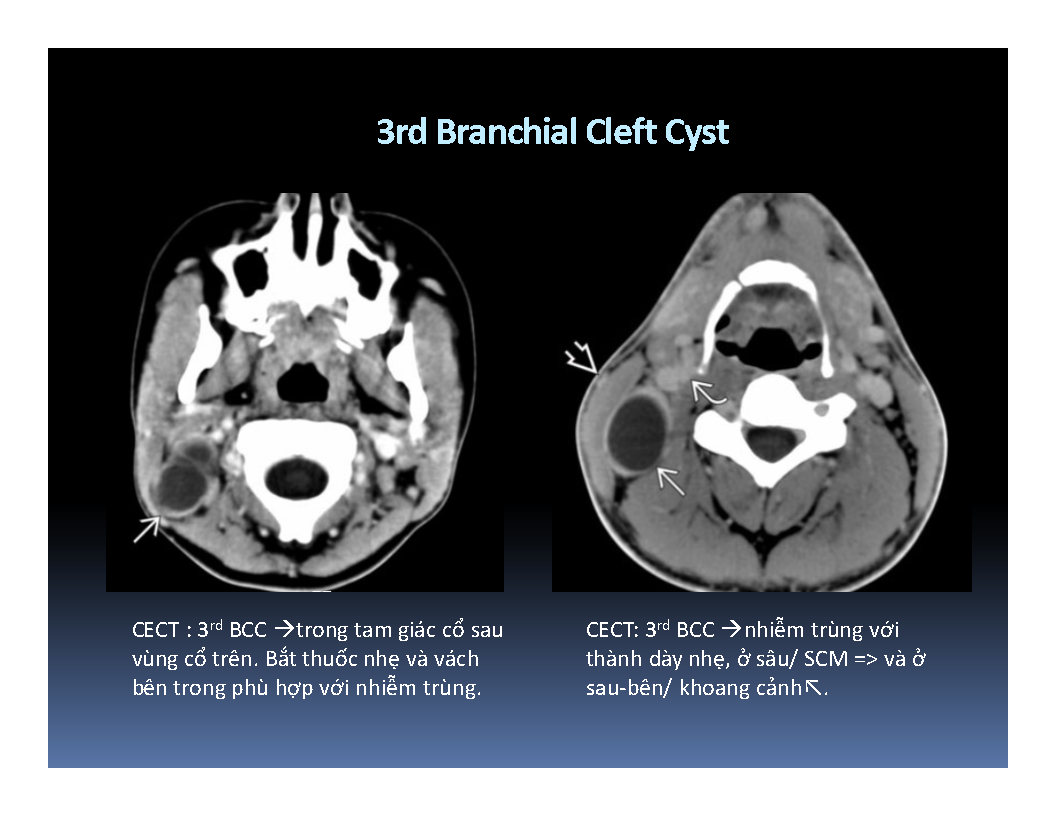 3rd Branchial Cleft Cyst
CECT : 3rd BCC →trong tam giác cổ sau
vùng cổ trên. Bắt thuốc nhẹ và vách
bên trong phù hợp với nhiễm trùng.
CECT: 3rd BCC →nhiễm trùng với
thành dày nhẹ, ở sâu/ SCM => và ở
sau-bên/ khoang cảnh↖.